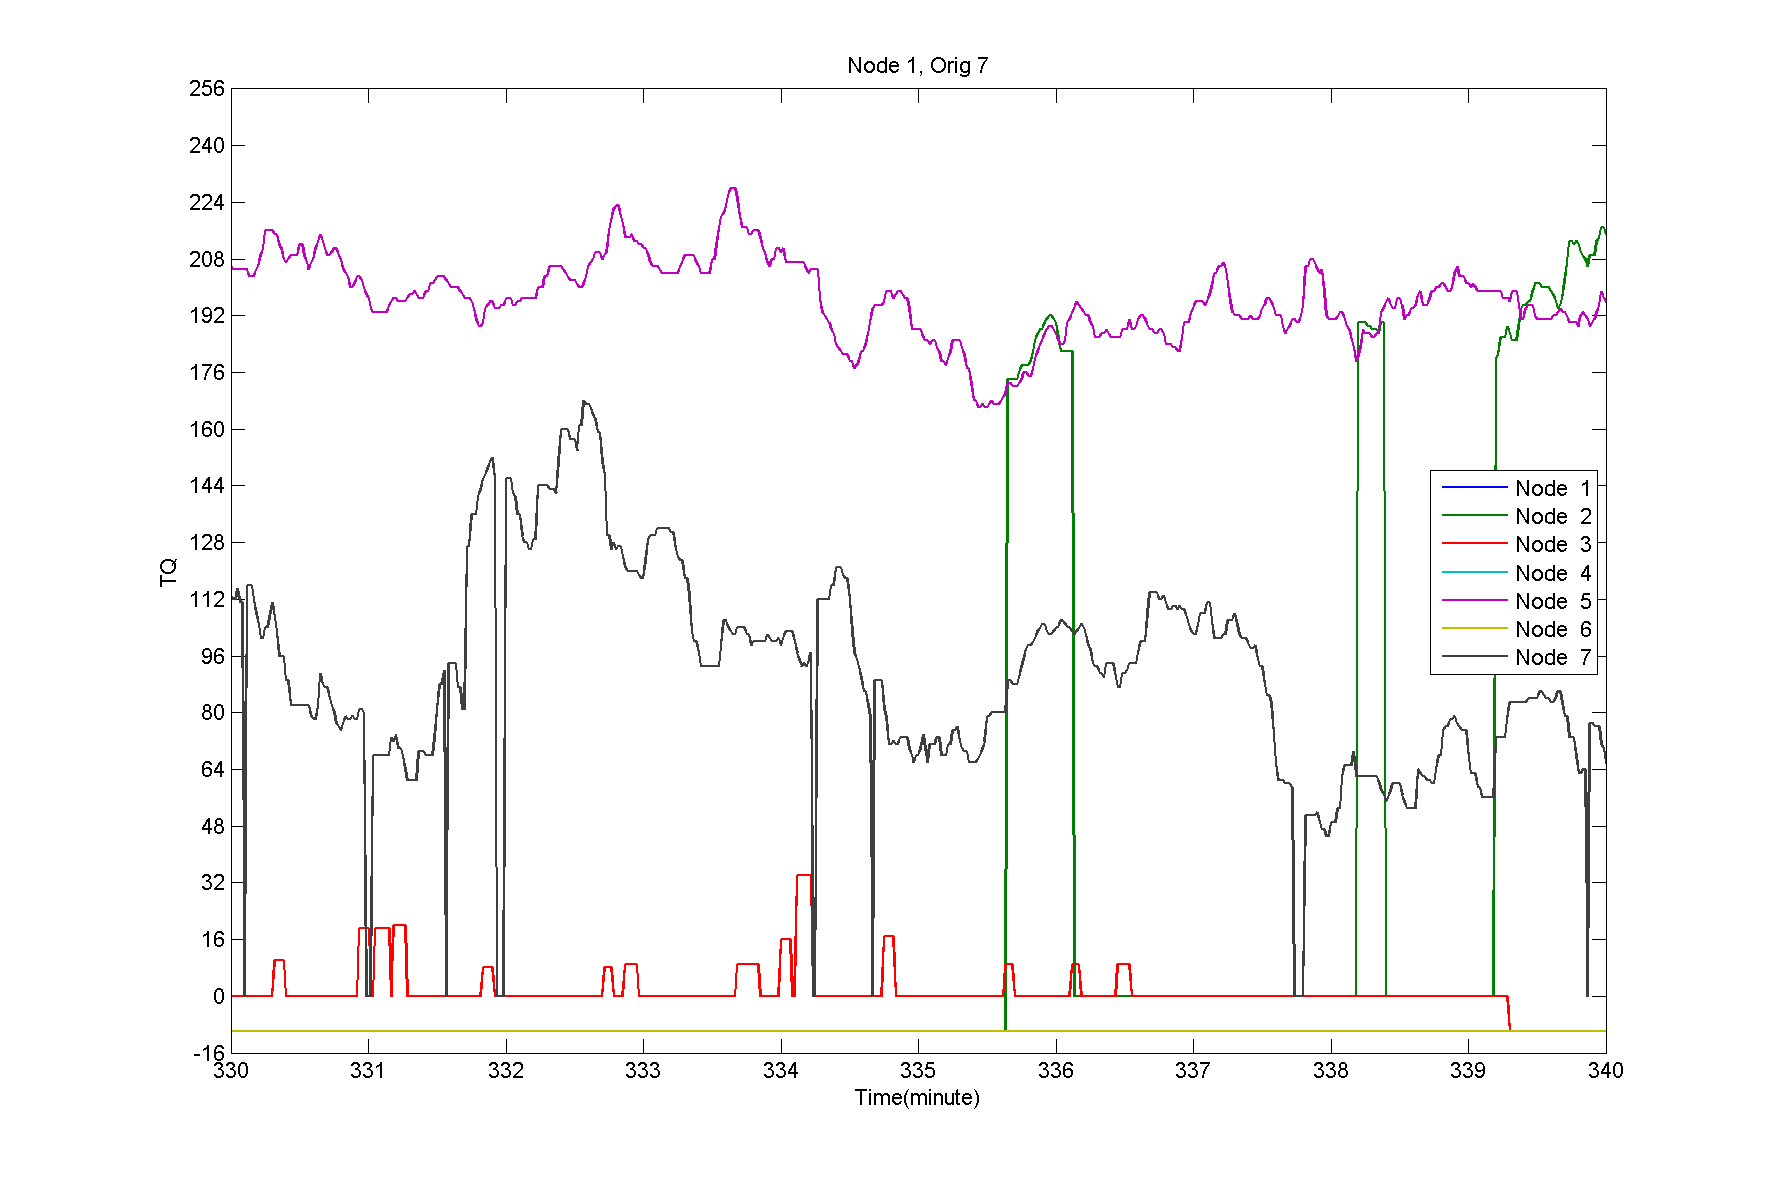 Node 1, Orig 7
256
240
224
208
192
176
160
144
128
112
96
80
64
48
32
16
0
-16
TQ
Node 1
Node 2
Node 3
Node 4
Node 5
Node 6
Node 7
330 331 332 333 334 335 336 337 338 339 340
Time(minute)